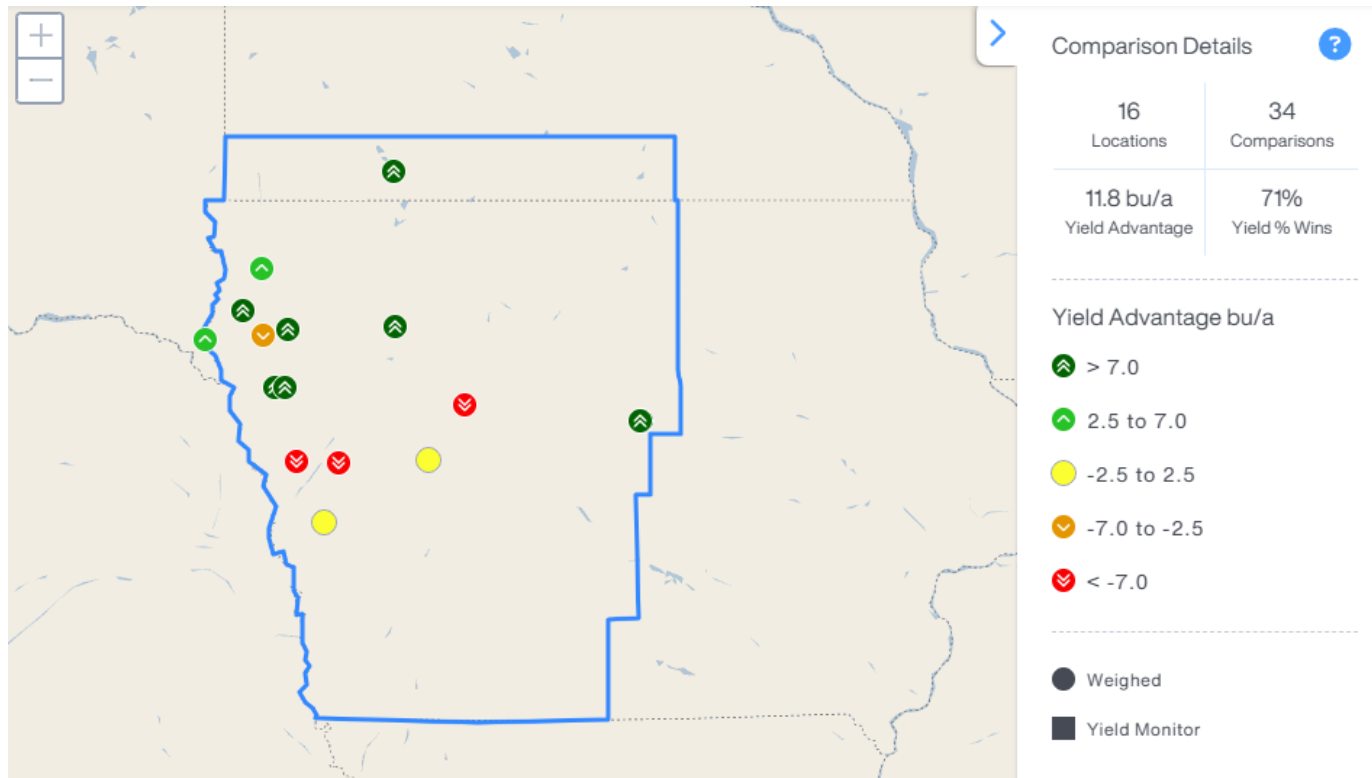 Comparison Details
?
16
Locations
34
Comparisons
11.8 bu/a
Yield Advantage
71%
Yield % Wins
Yield Advantage bu/a
> 7.0
2.5 to 7.0
-2.5 to 2.5
-7.0 to -2.5
< -7.0
Weighed
Yield Monitor